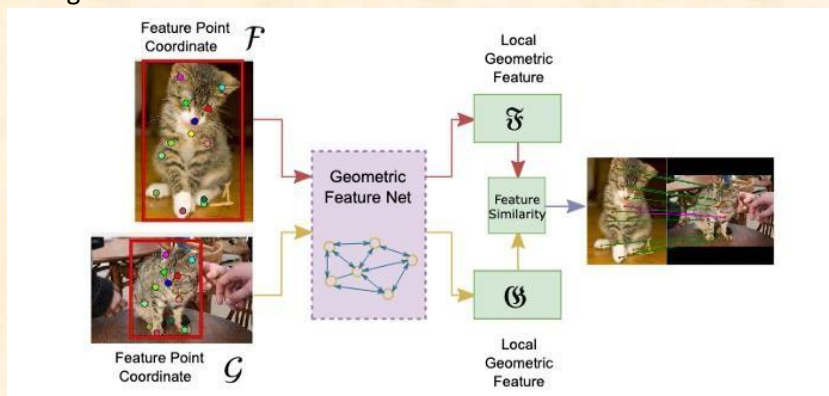 Feature Point
Coordinate ℱ
Local
Geometric
Feature
𝔉
Geometric
Feature Net
Feature
Similarity
𝔊
Feature Point
Coordinate 𝒢
Local
Geometric
Feature